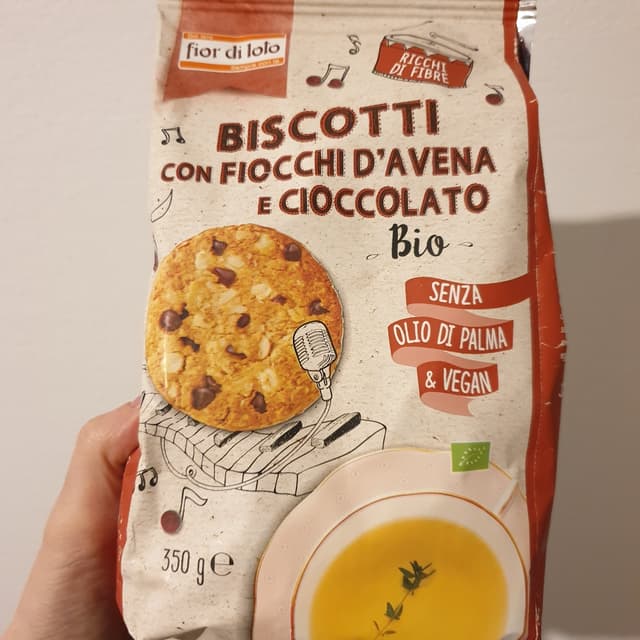 fior di loto
RICCHI
DI FIBRE
BISCOTTI
CON FIOCCHI D'AVENA
E CIOCCOLATO
Bio
SENZA
OLIO DI PALMA
& VEGAN
350 g e